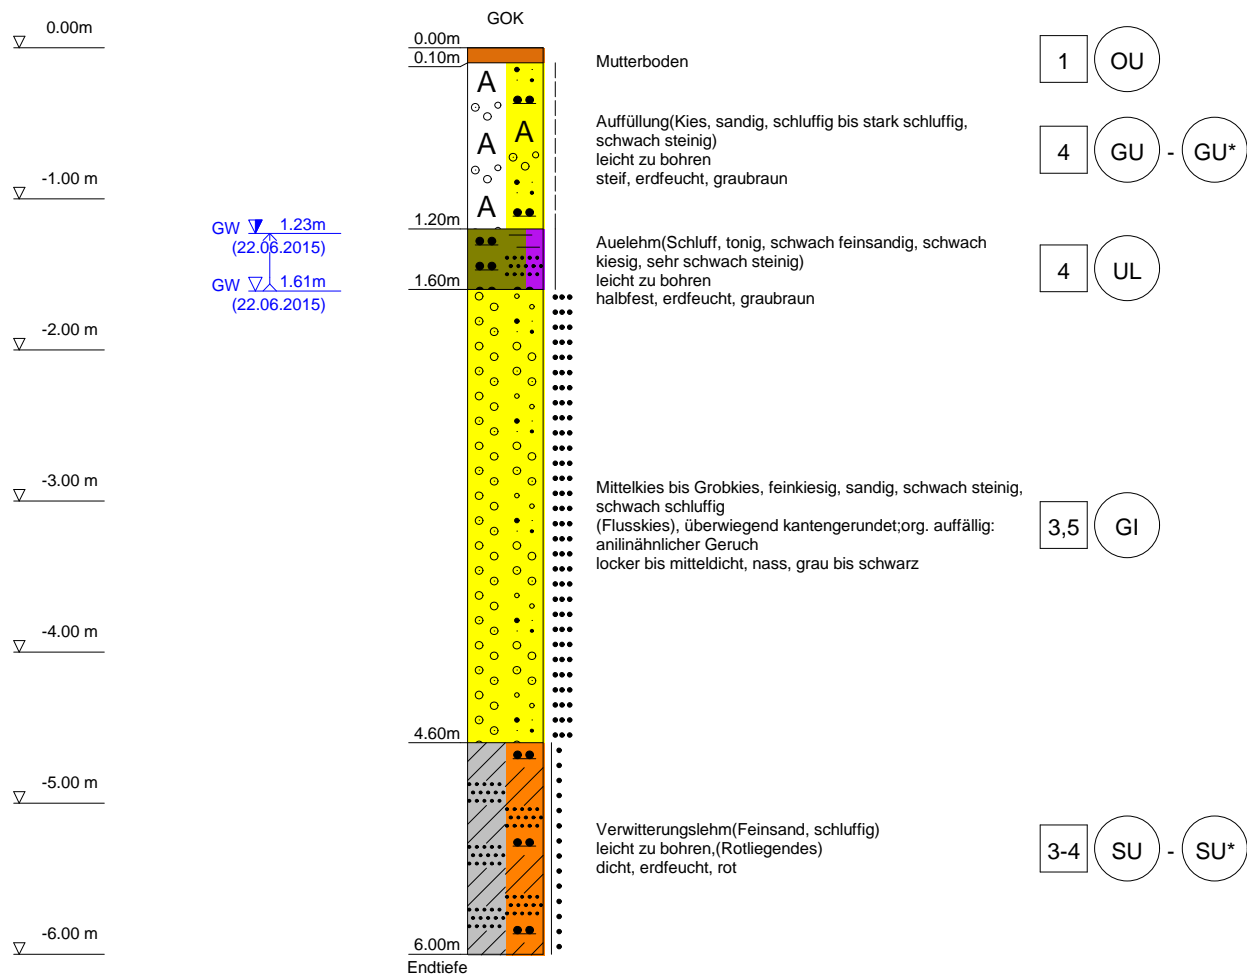 GOK
0.00m
0.00m
0.10m
Mutterboden
1
OU
A
A
A
A
Auffüllung(Kies, sandig, schluffig bis stark schluffig,
schwach steinig)
leicht zu bohren
steif, erdfeucht, graubraun
4
GU - GU*
-1.00 m
1.20m
GW 1.23m
(22.06.2015)
GW 1.61m
(22.06.2015)
Auelehm(Schluff, tonig, schwach feinsandig, schwach
kiesig, sehr schwach steinig)
leicht zu bohren
halbfest, erdfeucht, graubraun
4
UL
1.60m
-2.00 m
-3.00 m
Mittelkies bis Grobkies, feinkiesig, sandig, schwach steinig,
schwach schluffig
(Flusskies), überwiegend kantengerundet;org. auffällig:
anilinähnlicher Geruch
locker bis mitteldicht, nass, grau bis schwarz
3,5
GI
-4.00 m
4.60m
-5.00 m
Verwitterungslehm(Feinsand, schluffig)
leicht zu bohren,(Rotliegendes)
dicht, erdfeucht, rot
3-4
SU - SU*
-6.00 m
6.00m
Endtiefe